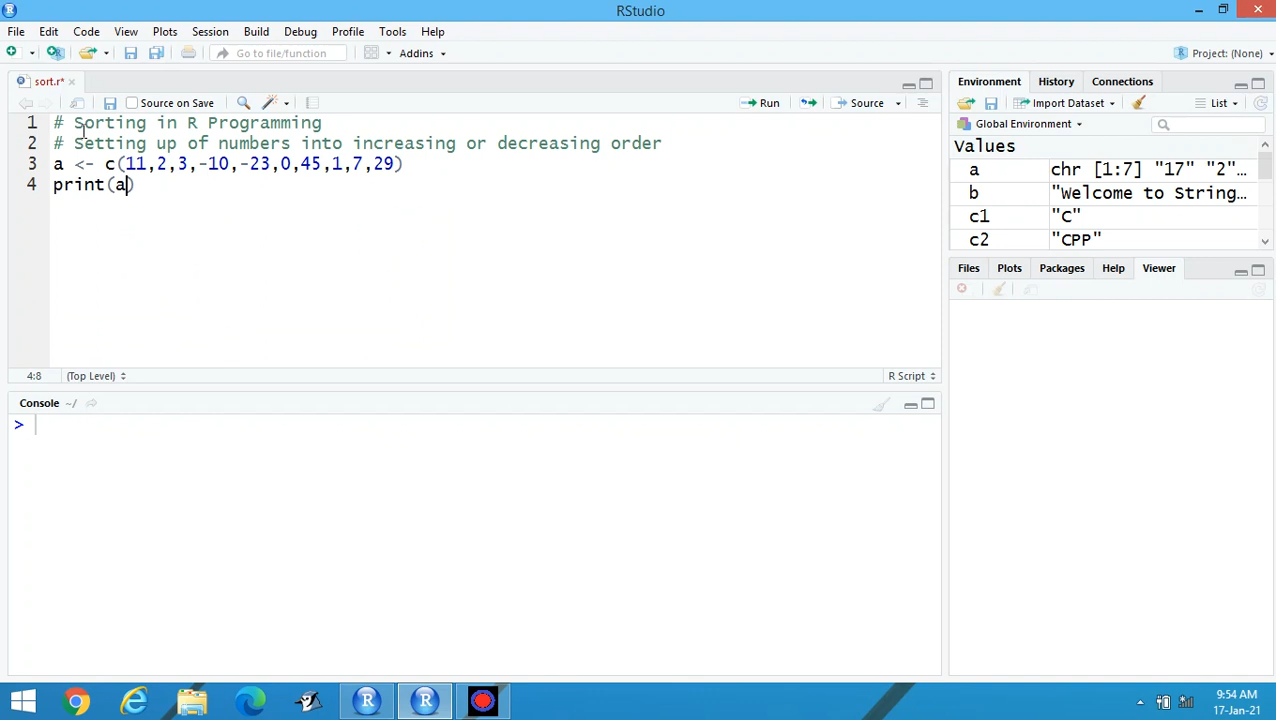 RStudio
File Edit Code View Plots Session Build Debug Profile Tools Help
Go to file/function Addins Project: (None)
sort.r*
Source on Save Run Source
1 # Sorting in R Programming
2 # Setting up of numbers into increasing or decreasing order
3 a <- c(11,2,3,-10,-23,0,45,1,7,29)
4 print(a)
4:8 (Top Level) R Script
Console ~/
>
Environment History Connections
Import Dataset List
Global Environment
Values
a chr [1:7] "17" "2"…
b "Welcome to String…
c1 "C"
c2 "CPP"
Files Plots Packages Help Viewer
9:54 AM
17-Jan-21